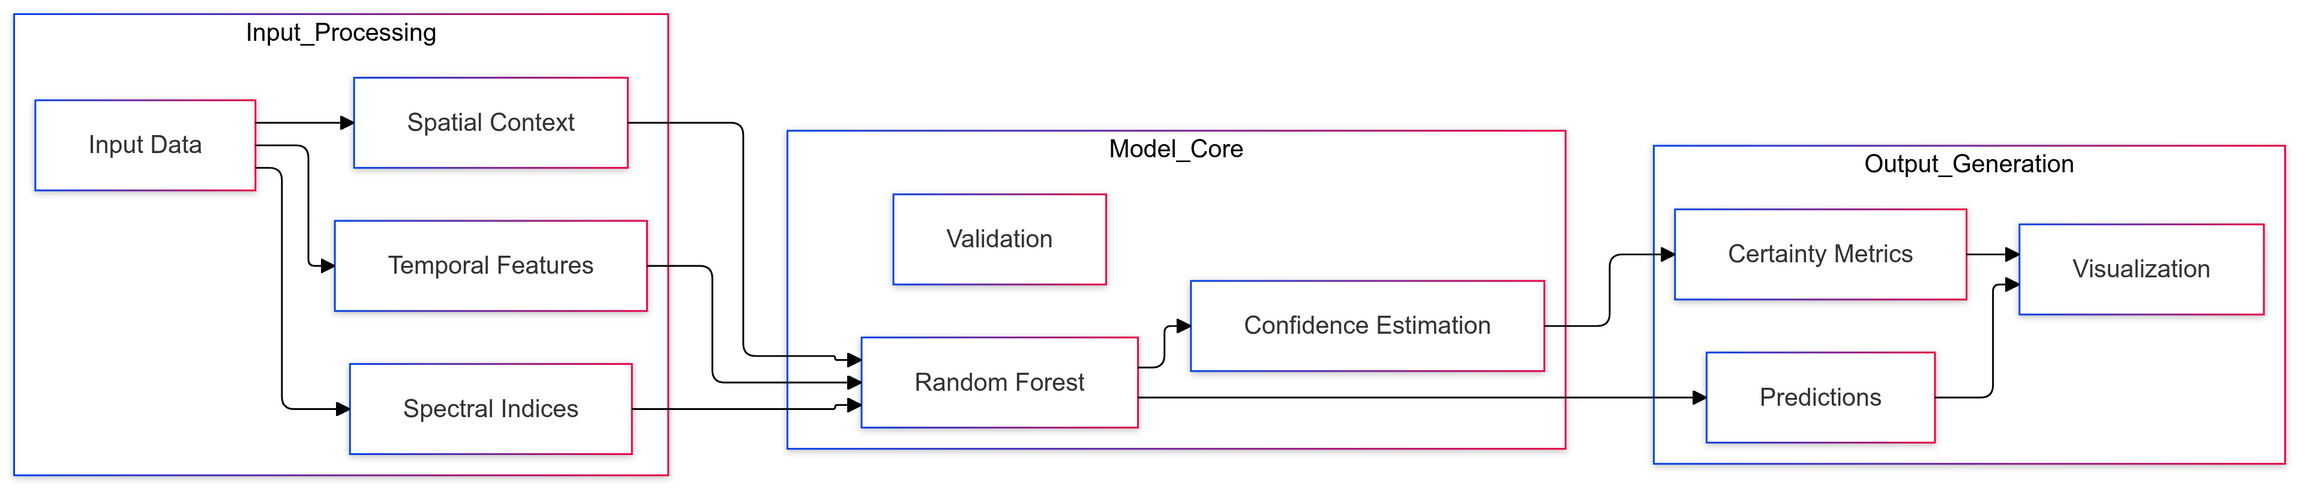 Input_Processing
Input Data
Spatial Context
Temporal Features
Spectral Indices
Model_Core
Validation
Random Forest
Confidence Estimation
Output_Generation
Certainty Metrics
Predictions
Visualization